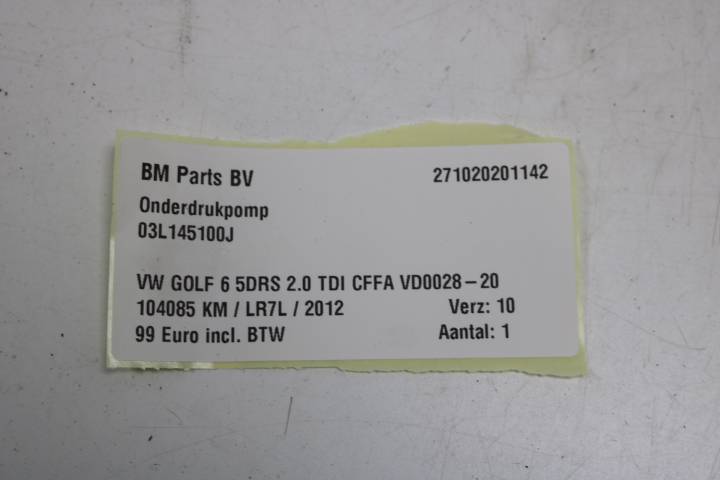 BM Parts BV 271020201142
Onderdrukpomp
03L145100J
VW GOLF 6 5DRS 2.0 TDI CFFA VD0028-20
104085 KM / LR7L / 2012 Verz: 10
99 Euro incl. BTW Aantal: 1